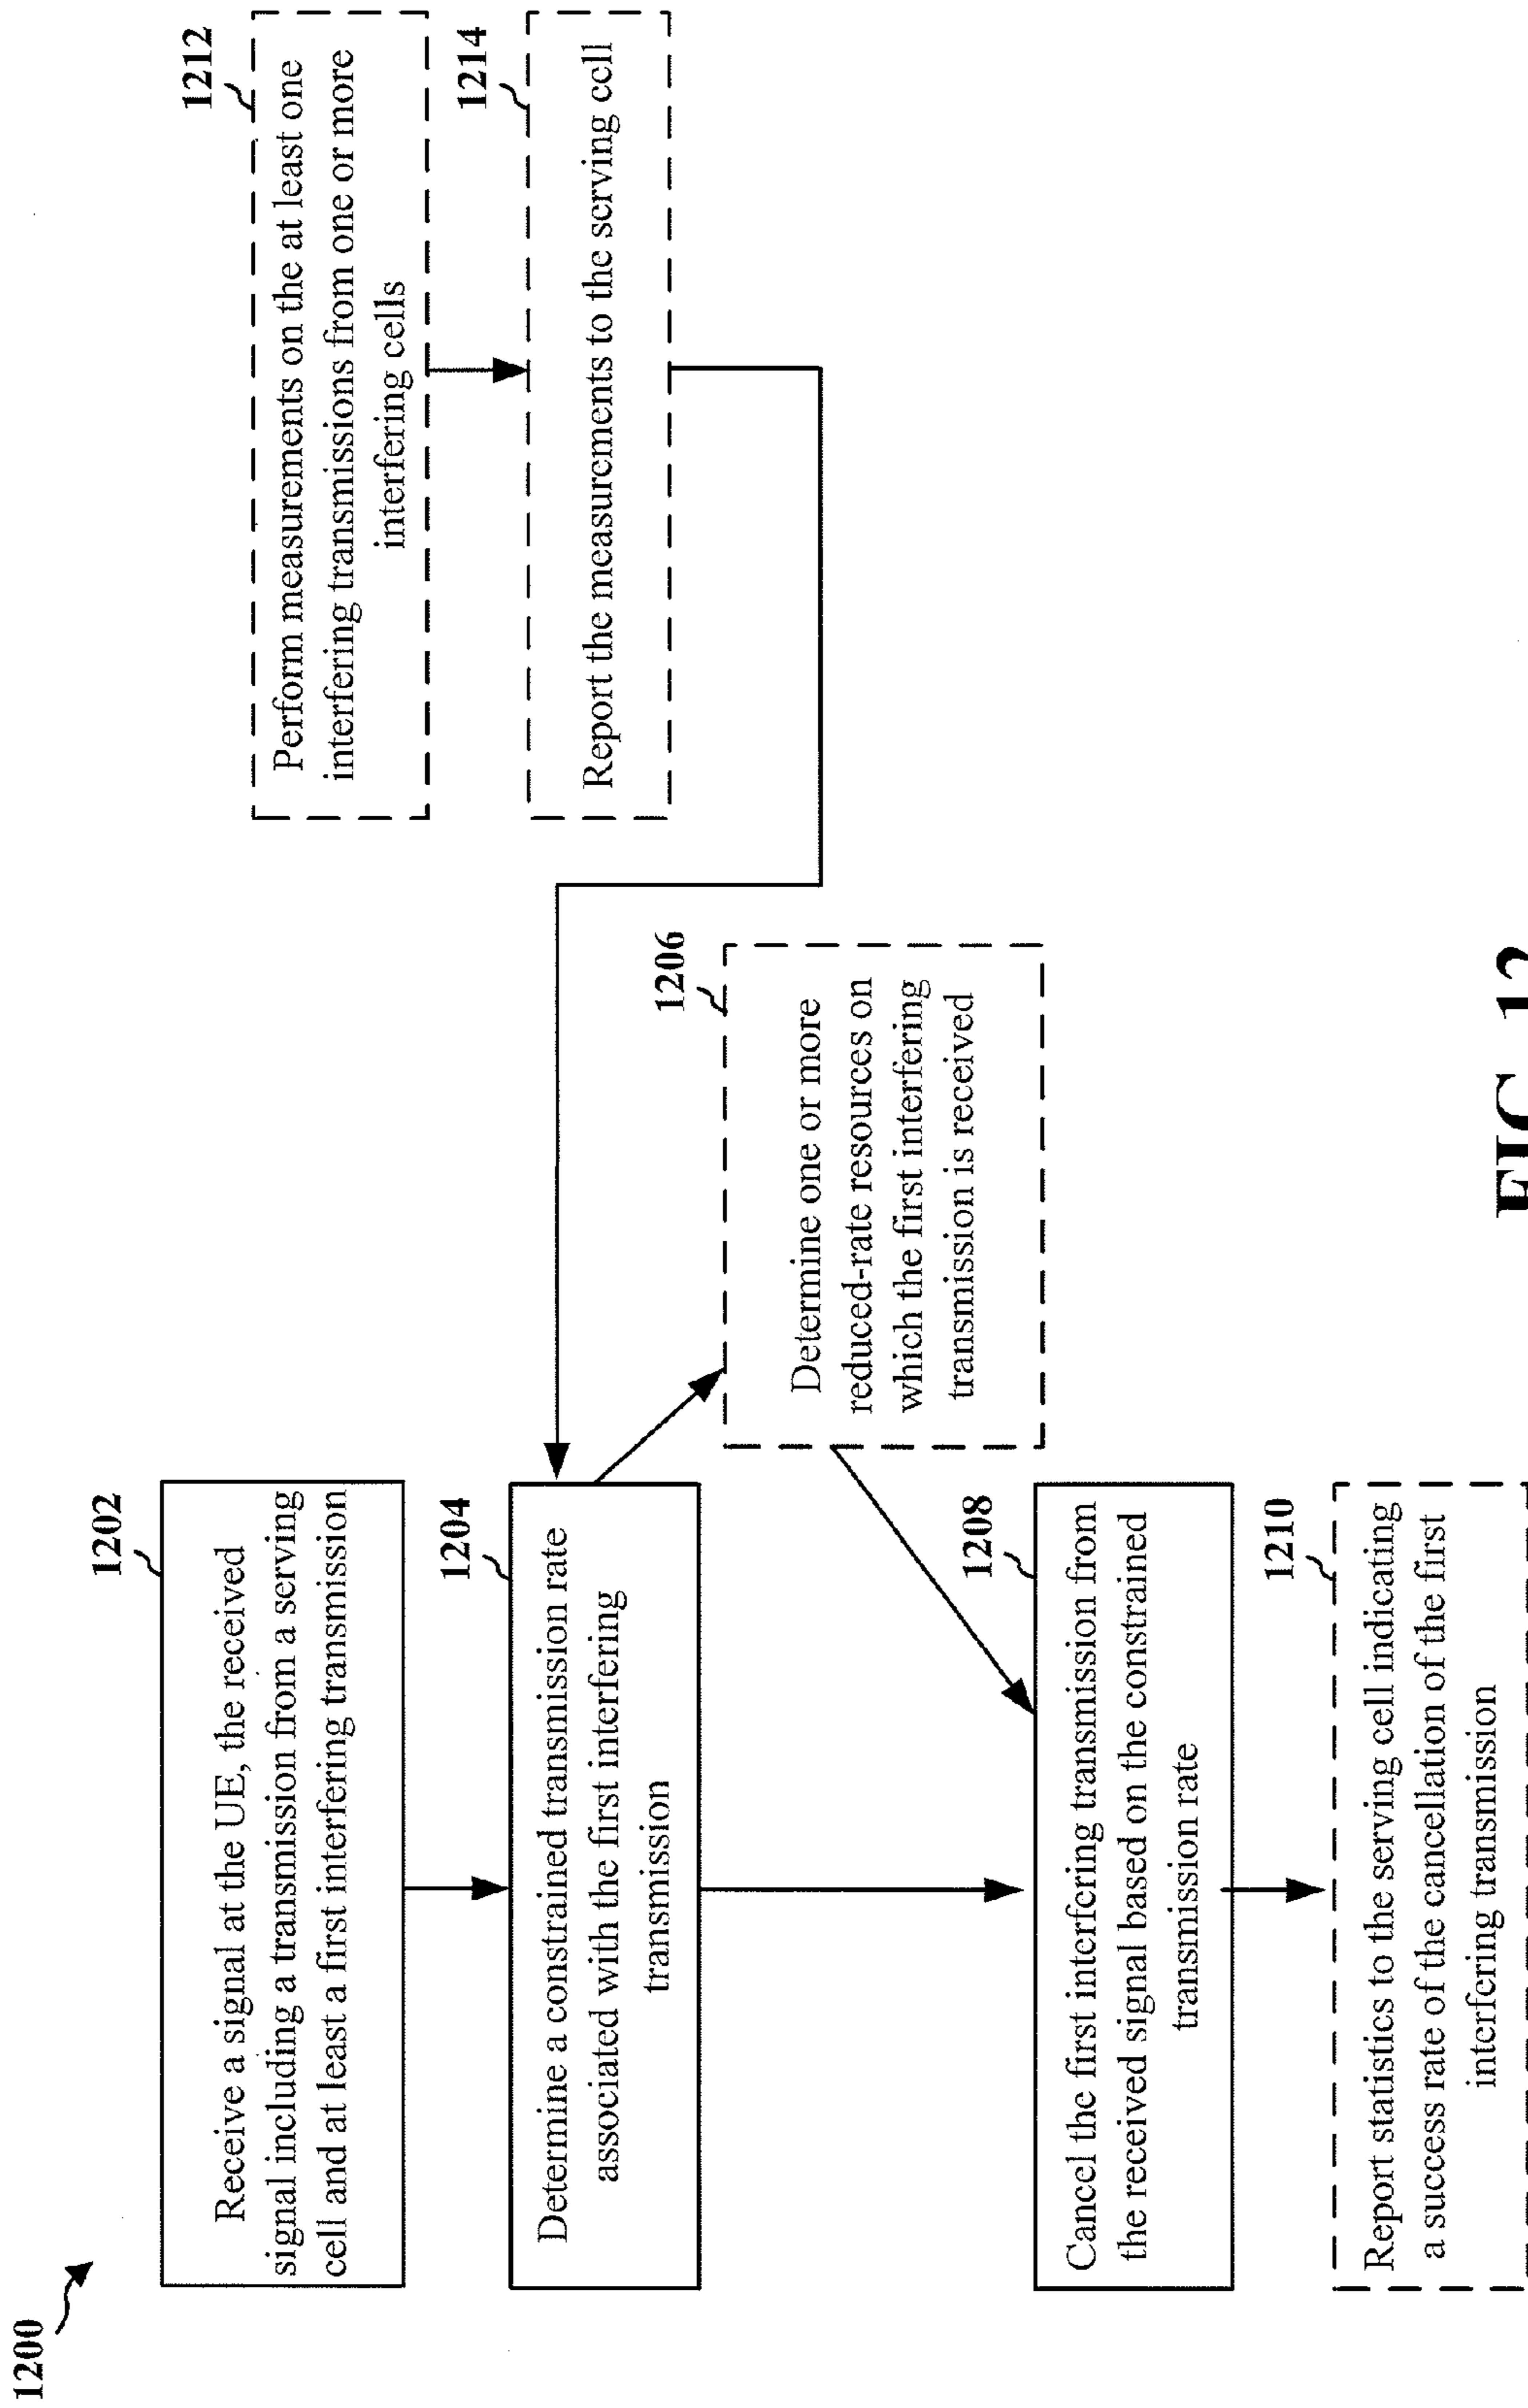 1200
1202
Receive a signal at the UE, the received
signal including a transmission from a serving
cell and at least a first interfering transmission
1204
Determine a constrained transmission rate
associated with the first interfering
transmission
1206
Determine one or more
reduced-rate resources on
which the first interfering
transmission is received
1208
Cancel the first interfering transmission from
the received signal based on the constrained
transmission rate
1210
Report statistics to the serving cell indicating
a success rate of the cancellation of the first
interfering transmission
1212
Perform measurements on the at least one
interfering transmissions from one or more
interfering cells
1214
Report the measurements to the serving cell
FIG. 12